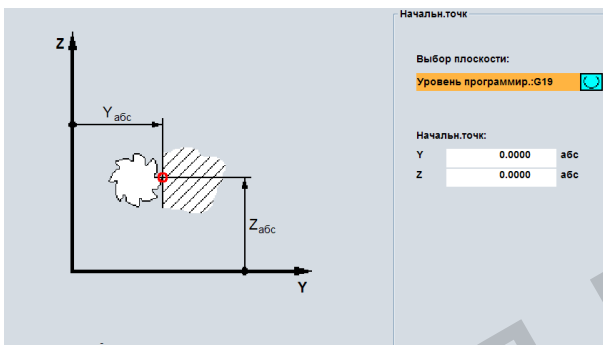 Начальн.точк
Z
Выбор плоскости:
Уровень программир.:G19
Yабс
Начальн.точк:
Y 0.0000 абс
Z 0.0000 абс
Zабс
Y